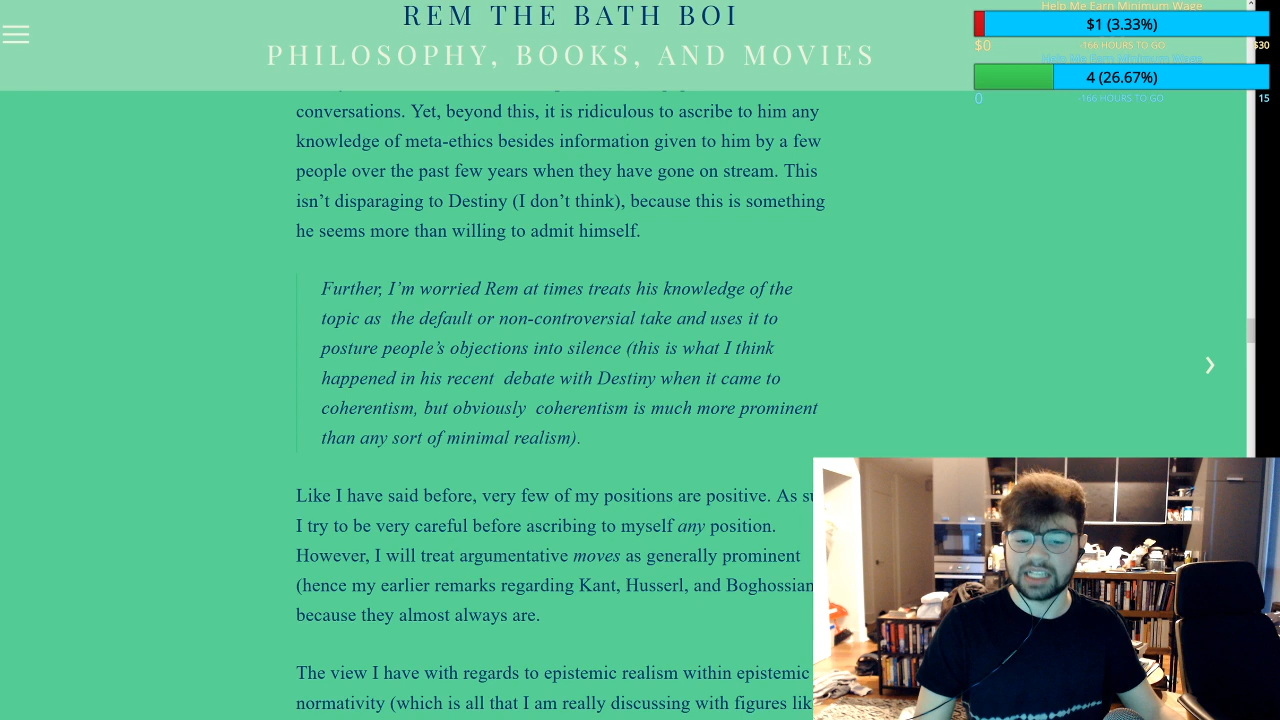 REM THE BATH BOI
PHILOSOPHY, BOOKS, AND MOVIES
Help Me Earn Minimum Wage
$1 (3.33%)
$0 -166 HOURS TO GO $30
4 (26.67%)
0 -166 HOURS TO GO 15
conversations. Yet, beyond this, it is ridiculous to ascribe to him any
knowledge of meta-ethics besides information given to him by a few
people over the past few years when they have gone on stream. This
isn’t disparaging to Destiny (I don’t think), because this is something
he seems more than willing to admit himself.
Further, I’m worried Rem at times treats his knowledge of the
topic as the default or non-controversial take and uses it to
posture people’s objections into silence (this is what I think
happened in his recent debate with Destiny when it came to
coherentism, but obviously coherentism is much more prominent
than any sort of minimal realism).
Like I have said before, very few of my positions are positive. As su
I try to be very careful before ascribing to myself any position.
However, I will treat argumentative moves as generally prominent
(hence my earlier remarks regarding Kant, Husserl, and Boghossian
because they almost always are.
The view I have with regards to epistemic realism within epistemic
normativity (which is all that I am really discussing with figures lik